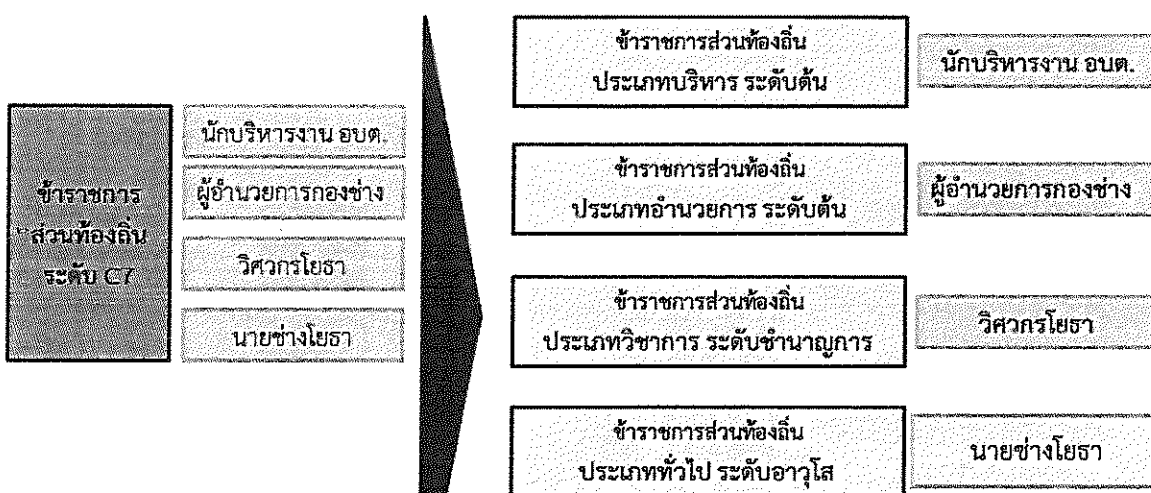 ข้าราชการ
ส่วนท้องถิ่น
ระดับ C7
นักบริหารงาน อบต.
ผู้อำนวยการกองช่าง
วิศวกรโยธา
นายช่างโยธา
ข้าราชการส่วนท้องถิ่น
ประเภทบริหาร ระดับต้น
นักบริหารงาน อบต.
ข้าราชการส่วนท้องถิ่น
ประเภทอำนวยการ ระดับต้น
ผู้อำนวยการกองช่าง
ข้าราชการส่วนท้องถิ่น
ประเภทวิชาการ ระดับชำนาญการ
วิศวกรโยธา
ข้าราชการส่วนท้องถิ่น
ประเภททั่วไป ระดับอาวุโส
นายช่างโยธา